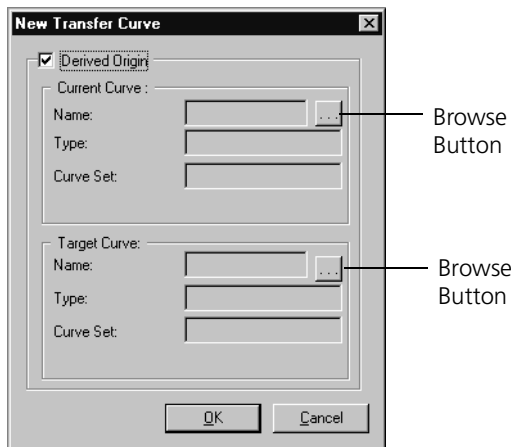 New Transfer Curve
Derived Origin
Current Curve :
Name:
...
Browse
Button
Type:
Curve Set:
Target Curve:
Name:
...
Browse
Button
Type:
Curve Set:
OK
Cancel